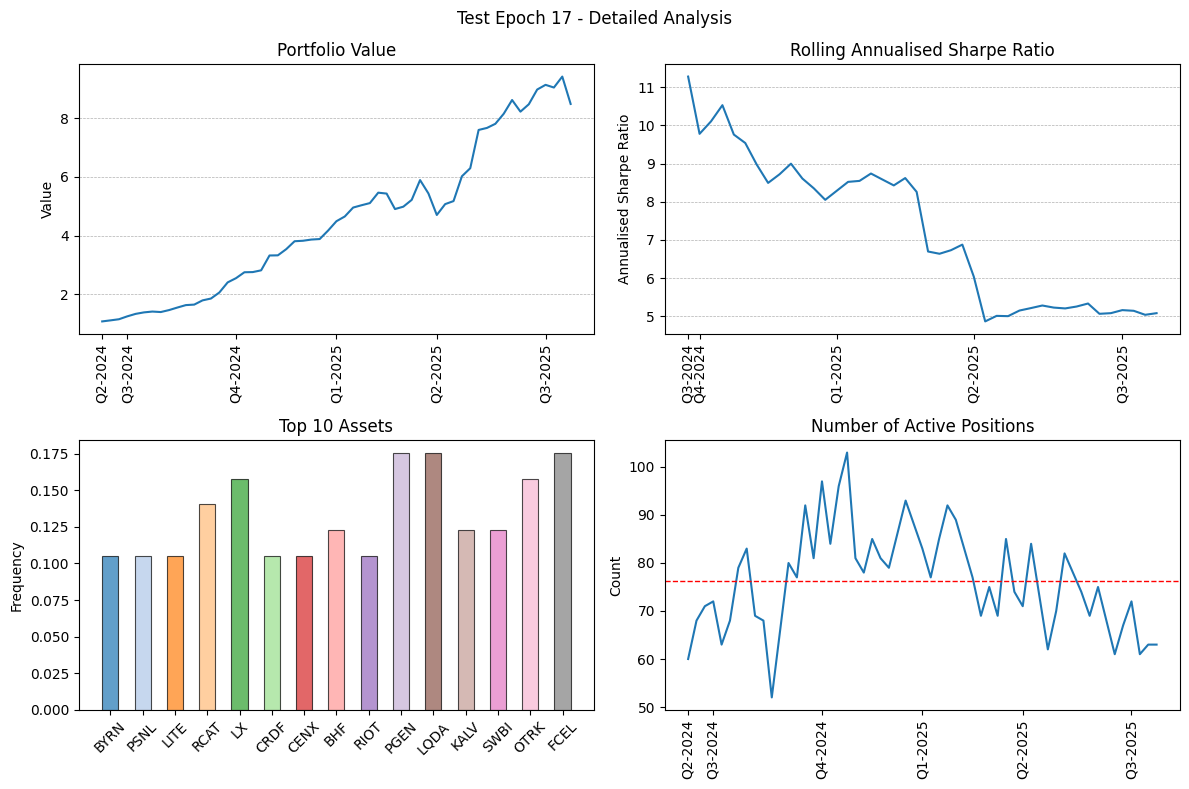 Test Epoch 17 - Detailed Analysis
Portfolio Value
Value
8
6
4
2
Q2-2024
Q3-2024
Q4-2024
Q1-2025
Q2-2025
Q3-2025
Rolling Annualised Sharpe Ratio
Annualised Sharpe Ratio
11
10
9
8
7
6
5
Q3-2024
Q4-2024
Q1-2025
Q2-2025
Q3-2025
Top 10 Assets
Frequency
0.175
0.150
0.125
0.100
0.075
0.050
0.025
0.000
BYRN
PSNL
LITE
RCAT
LX
CRDF
CENX
BHF
RIOT
PGEN
LQDA
KALV
SWBI
OTRK
FCEL
Number of Active Positions
Count
100
90
80
70
60
50
Q2-2024
Q3-2024
Q4-2024
Q1-2025
Q2-2025
Q3-2025